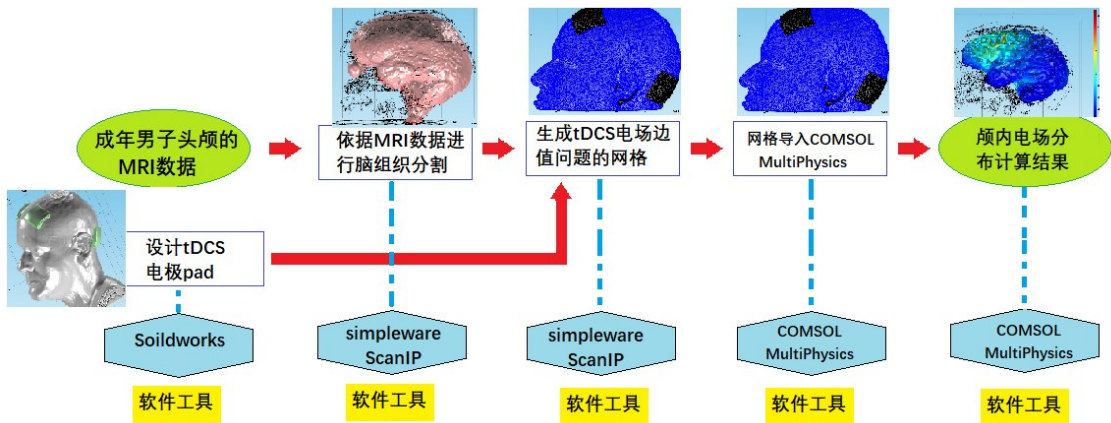 成年男子头颅的
MRI数据
依据MRI数据进
行脑组织分割
生成tDCS电场边
值问题的网格
网格导入COMSOL
MultiPhysics
颅内电场分
布计算结果
设计tDCS
电极pad
Soildworks
simpleware
ScanIP
simpleware
ScanIP
COMSOL
MultiPhysics
COMSOL
MultiPhysics
软件工具
软件工具
软件工具
软件工具
软件工具